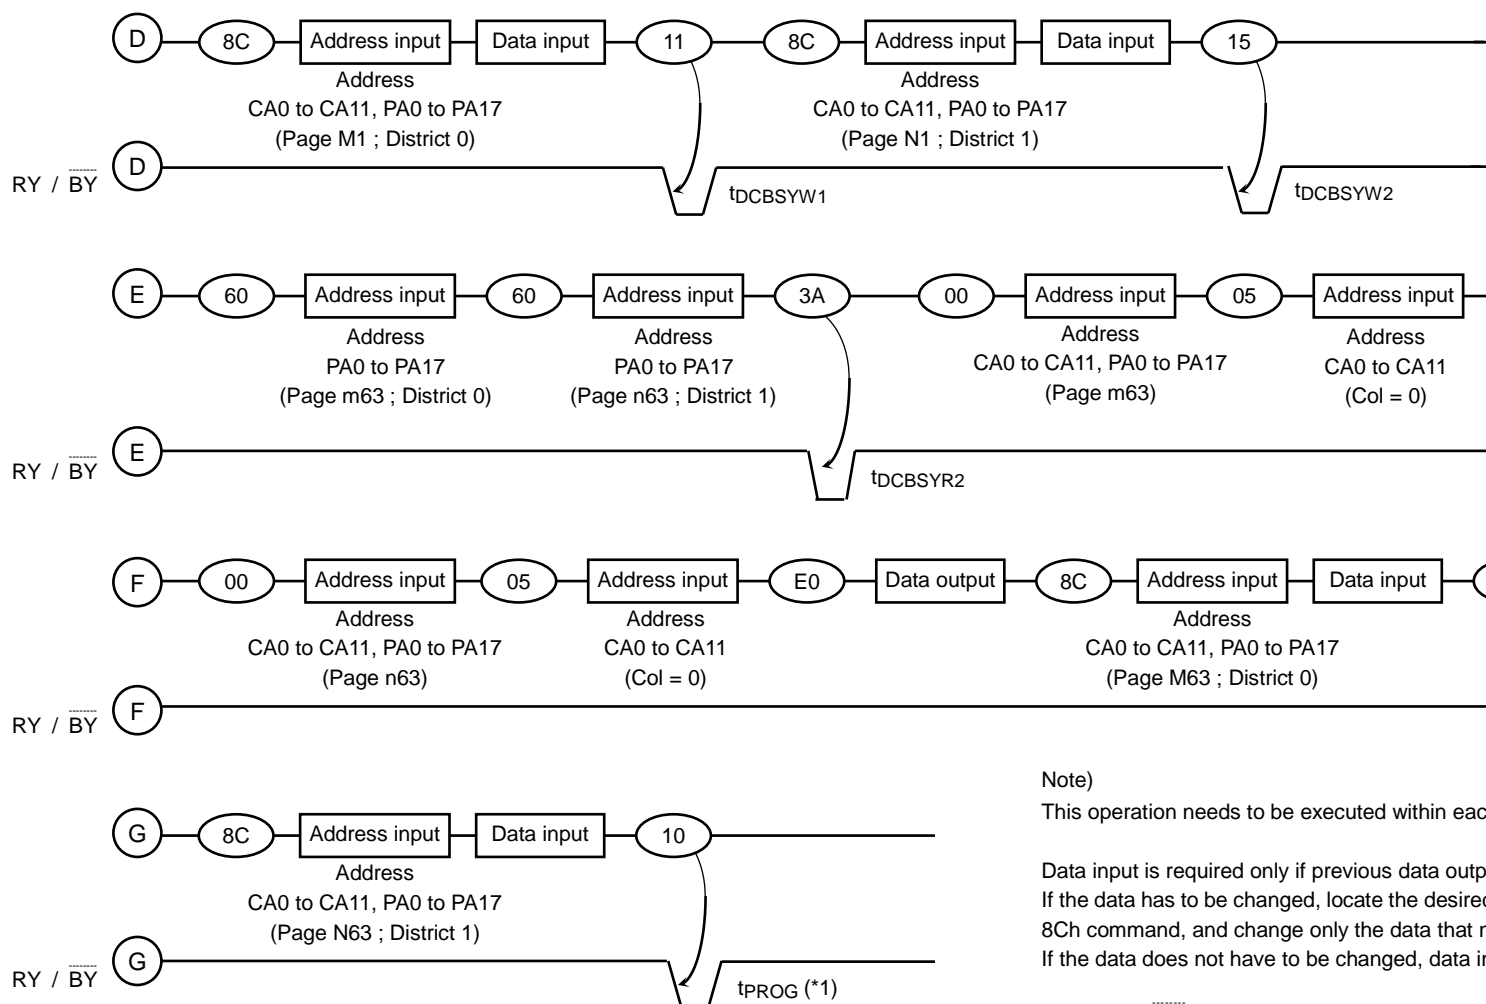 D 8C Address input Data input 11 8C Address input Data input 15
Address Address
CA0 to CA11, PA0 to PA17 CA0 to CA11, PA0 to PA17
(Page M1 ; District 0) (Page N1 ; District 1)
RY / BY D
tDCBSYW1 tDCBSYW2
E 60 Address input 60 Address input 3A 00 Address input 05 Address input
Address Address Address Address
PA0 to PA17 PA0 to PA17 CA0 to CA11, PA0 to PA17 CA0 to CA11
(Page m63 ; District 0) (Page n63 ; District 1) (Page m63) (Col = 0)
RY / BY E
tDCBSYR2
F 00 Address input 05 Address input E0 Data output 8C Address input Data input
Address Address Address
CA0 to CA11, PA0 to PA17 CA0 to CA11 CA0 to CA11, PA0 to PA17
(Page n63) (Col = 0) (Page M63 ; District 0)
RY / BY F
G 8C Address input Data input 10
Address
CA0 to CA11, PA0 to PA17
(Page N63 ; District 1)
RY / BY G
tPROG (*1)
Note)
This operation needs to be executed within eac
Data input is required only if previous data outp
If the data has to be changed, locate the desired
8Ch command, and change only the data that
If the data does not have to be changed, data in